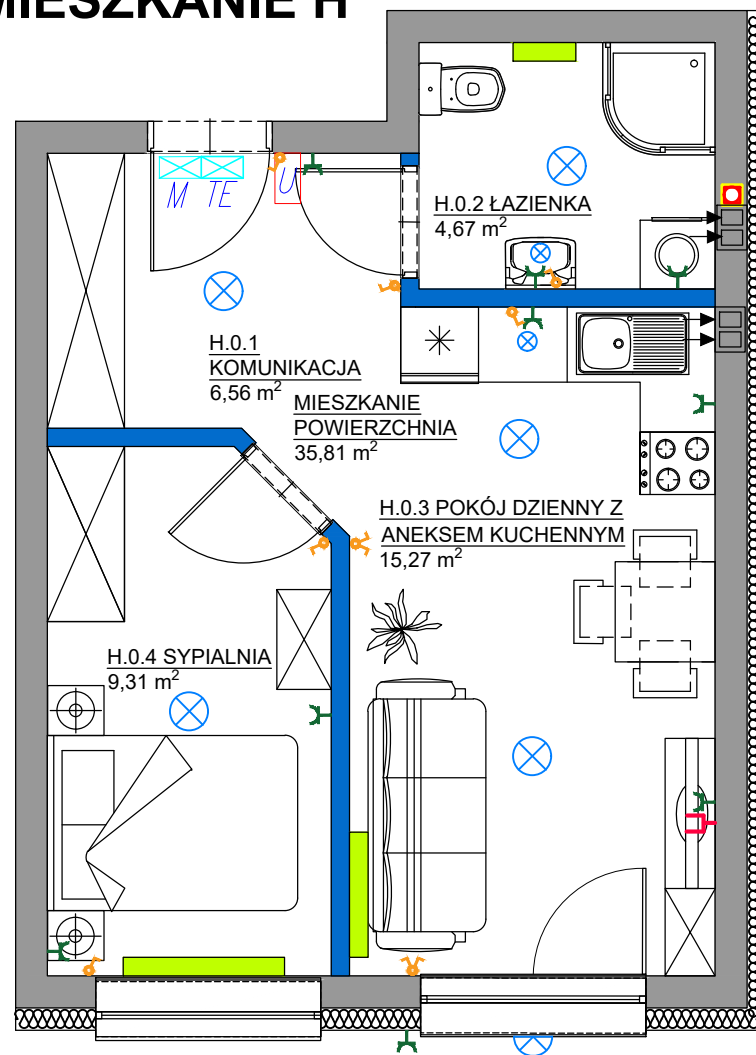 MIESZKANIE H
M TE
U
H.0.2 ŁAZIENKA
4,67 m²
H.0.1
KOMUNIKACJA
6,56 m²
MIESZKANIE
POWIERZCHNIA
35,81 m²
H.0.3 POKÓJ DZIENNY Z
ANEKSEM KUCHENNYM
15,27 m²
H.0.4 SYPIALNIA
9,31 m²